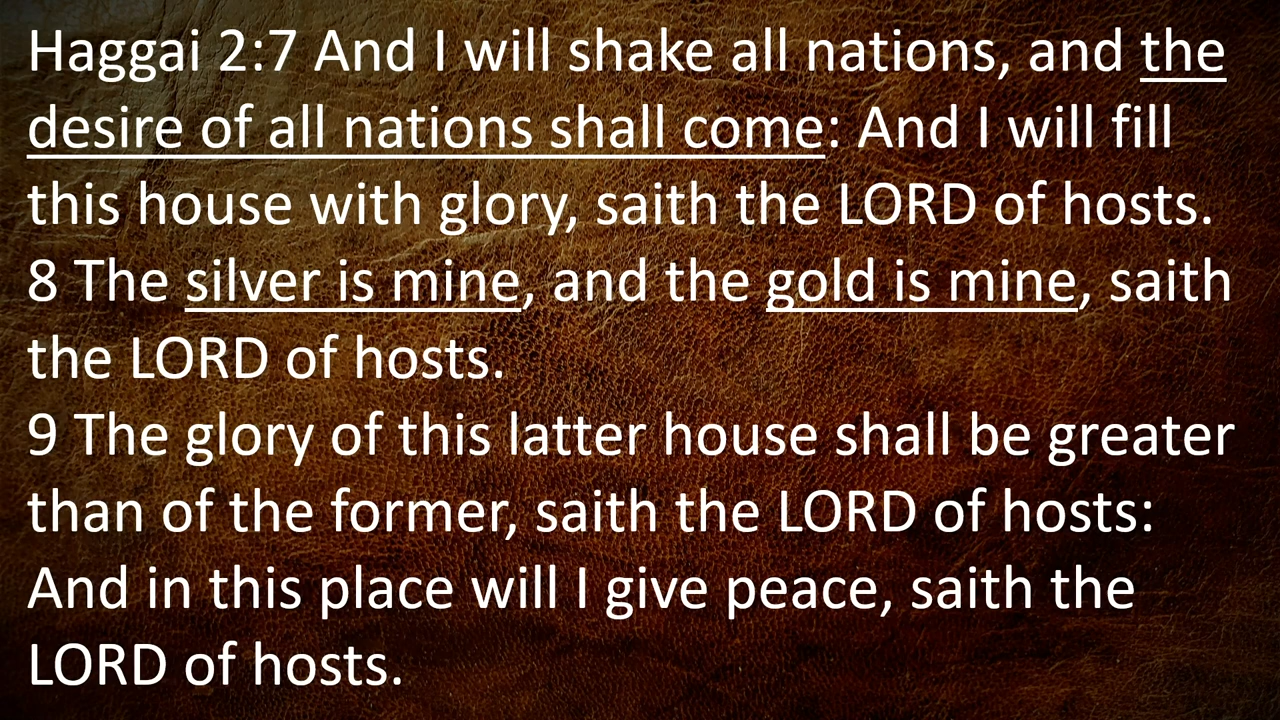 Haggai 2:7 And I will shake all nations, and the
desire of all nations shall come: And I will fill
this house with glory, saith the LORD of hosts.
8 The silver is mine, and the gold is mine, saith
the LORD of hosts.
9 The glory of this latter house shall be greater
than of the former, saith the LORD of hosts:
And in this place will I give peace, saith the
LORD of hosts.